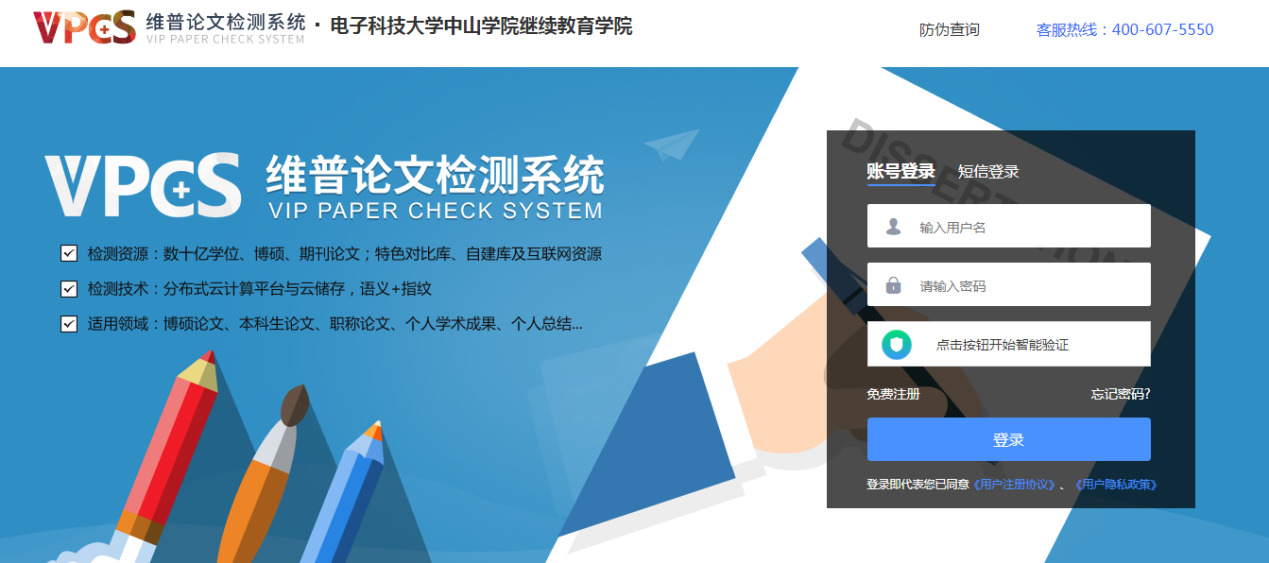 VPCS 维普论文检测系统 · 电子科技大学中山学院继续教育学院 防伪查询 客服热线：400-607-5550
VIP PAPER CHECK SYSTEM
DISSERTATION
VPCS 维普论文检测系统
VIP PAPER CHECK SYSTEM
检测资源：数十亿学位、博硕、期刊论文；特色对比库、自建库及互联网资源
检测技术：分布式云计算平台与云储存，语义+指纹
适用领域：博硕论文、本科生论文、职称论文、个人学术成果、个人总结...
账号登录 短信登录
输入用户名
请输入密码
点击按钮开始智能验证
免费注册 忘记密码?
登录
登录即代表您已同意《用户注册协议》、《用户隐私政策》